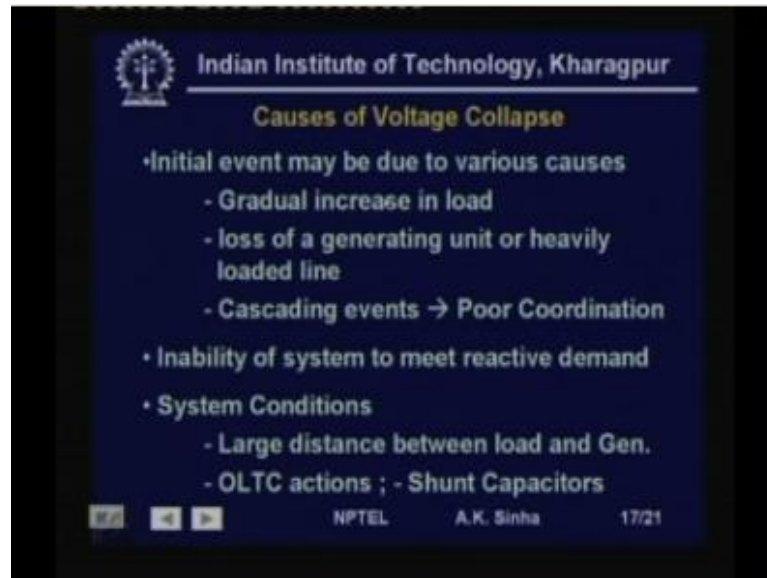 Indian Institute of Technology, Kharagpur
Causes of Voltage Collapse
•Initial event may be due to various causes
- Gradual increase in load
- loss of a generating unit or heavily
loaded line
- Cascading events → Poor Coordination
• Inability of system to meet reactive demand
• System Conditions
- Large distance between load and Gen.
- OLTC actions ; - Shunt Capacitors
NPTEL A.K. Sinha 17/21